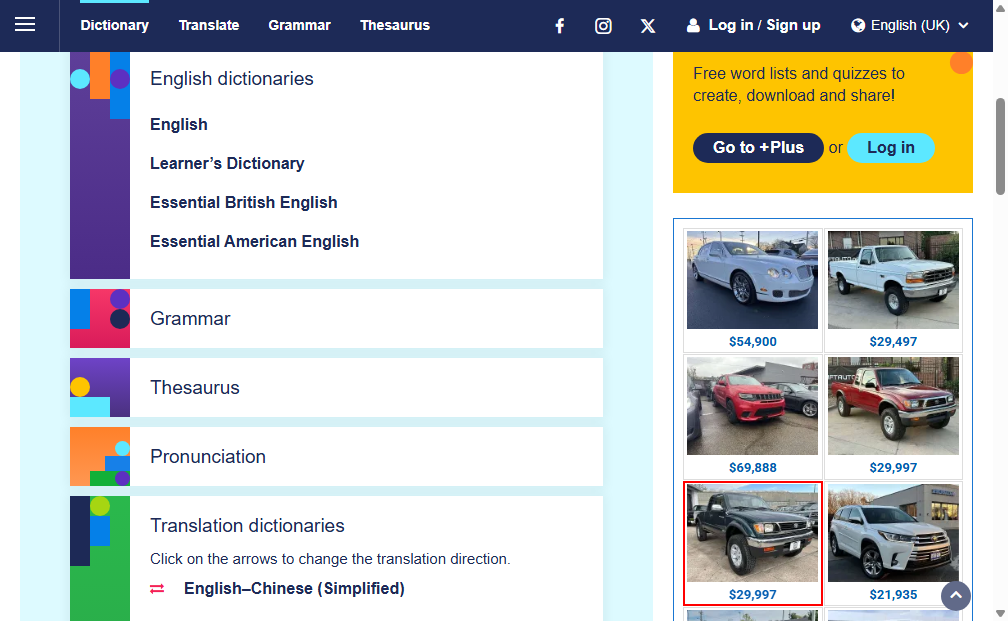 Dictionary
Translate
Grammar
Thesaurus
Log in / Sign up
English (UK)
English dictionaries
English
Learner’s Dictionary
Essential British English
Essential American English
Grammar
Thesaurus
Pronunciation
Translation dictionaries
Click on the arrows to change the translation direction.
English–Chinese (Simplified)
Free word lists and quizzes to
create, download and share!
Go to +Plus or Log in
$54,900
$29,497
$69,888
$29,997
$29,997
$21,935